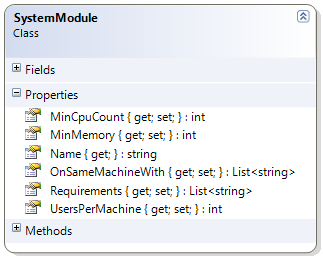 SystemModule
Class
Fields
Properties
MinCpuCount { get; set; } : int
MinMemory { get; set; } : int
Name { get; } : string
OnSameMachineWith { get; set; } : List<string>
Requirements { get; set; } : List<string>
UsersPerMachine { get; set; } : int
Methods